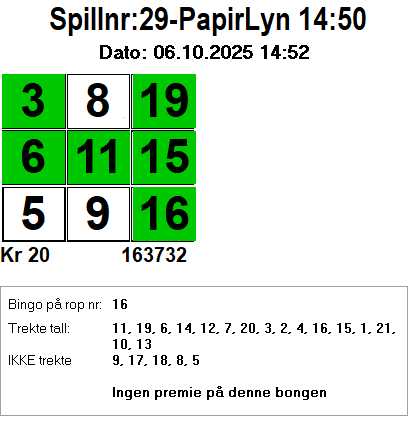 Spillnr:29-PapirLyn 14:50
Dato: 06.10.2025 14:52
3 8 19
6 11 15
5 9 16
Kr 20 163732
Bingo på rop nr: 16
Trekte tall: 11, 19, 6, 14, 12, 7, 20, 3, 2, 4, 16, 15, 1, 21,
10, 13
IKKE trekte 9, 17, 18, 8, 5
Ingen premie på denne bongen